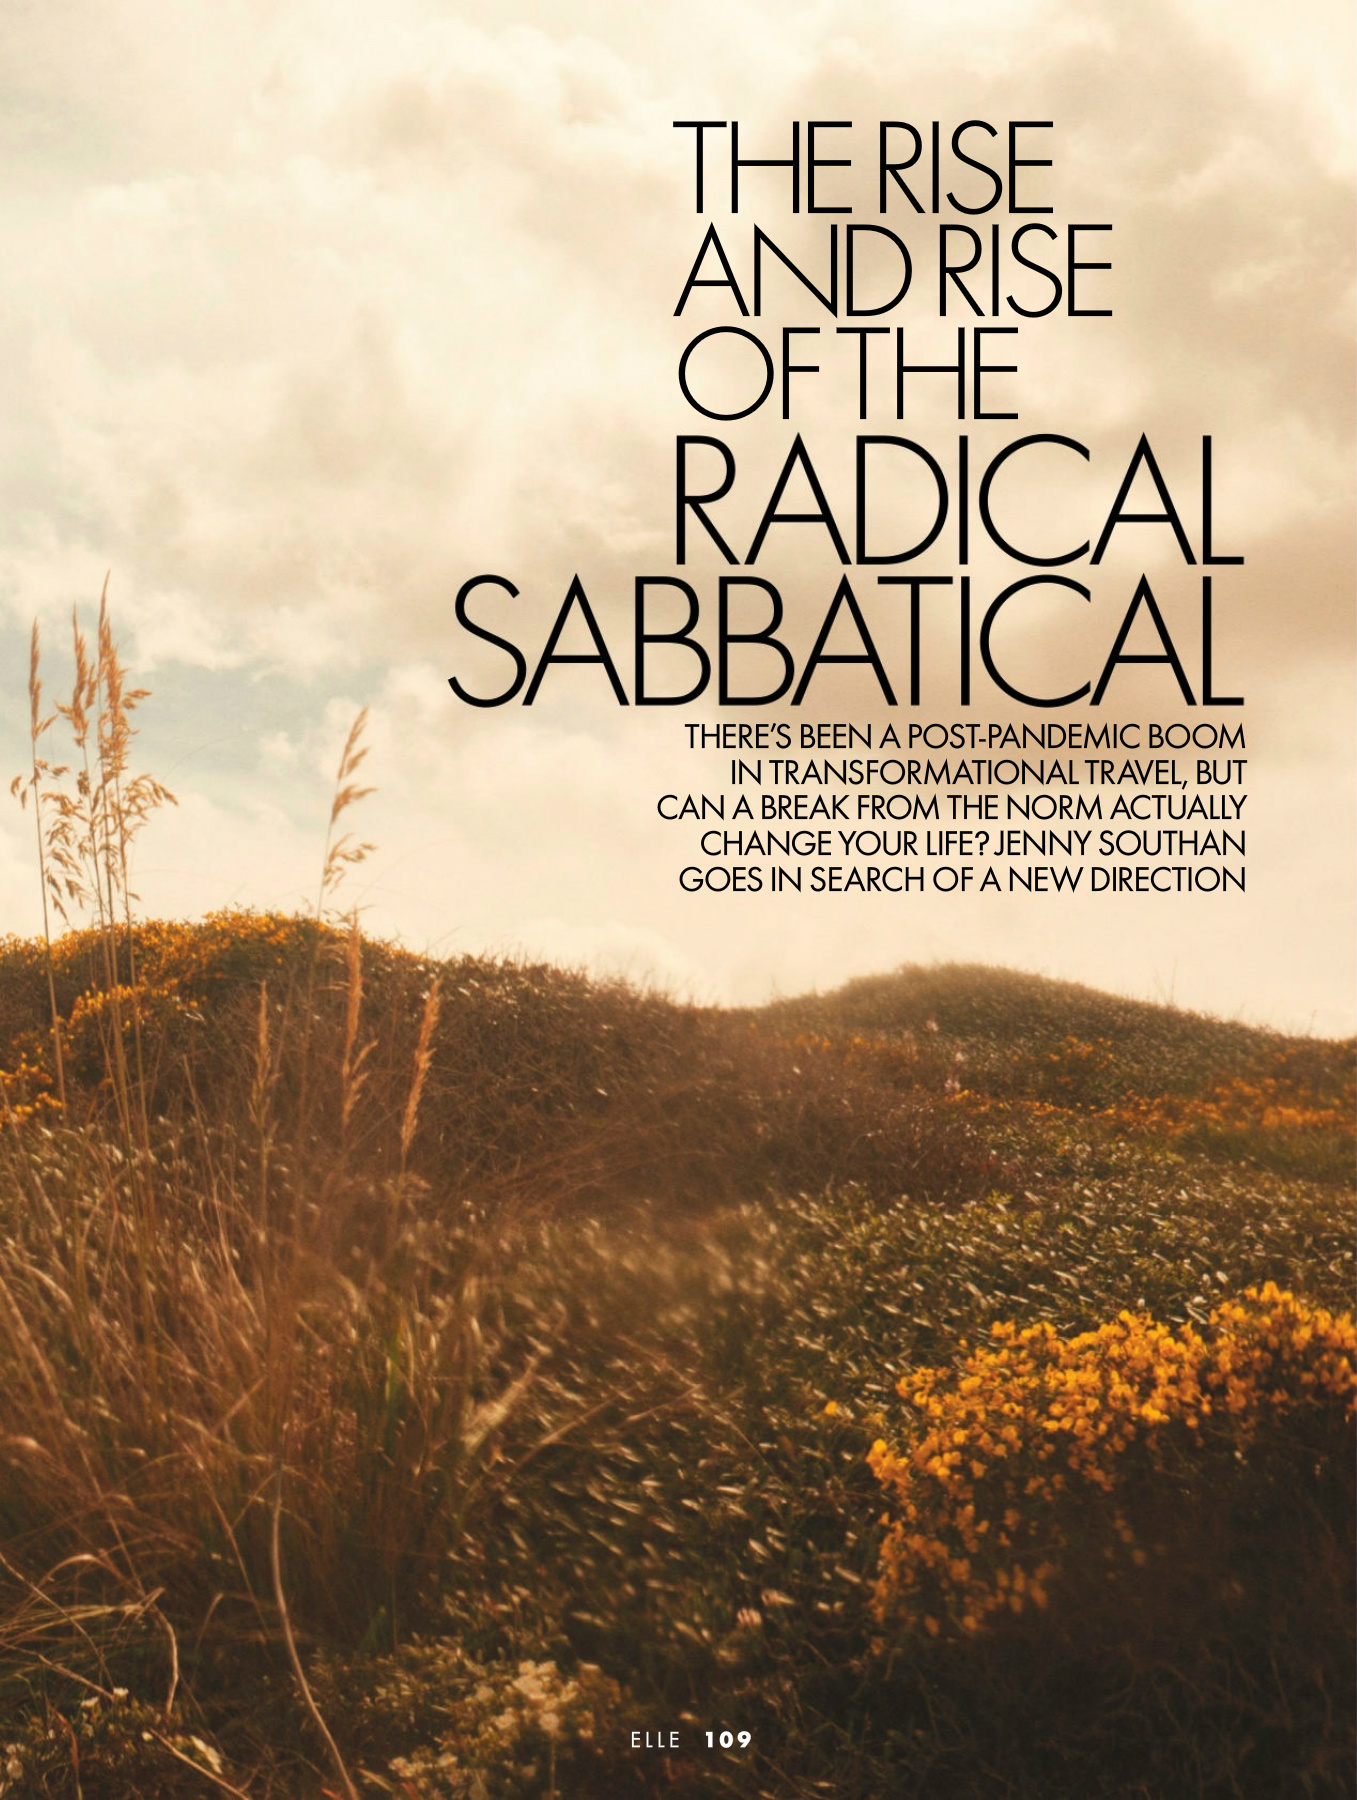 THE RISE
AND RISE
OF THE
RADICAL
SABBATICAL
THERE'S BEEN A POST-PANDEMIC BOOM
IN TRANSFORMATIONAL TRAVEL, BUT
CAN A BREAK FROM THE NORM ACTUALLY
CHANGE YOUR LIFE? JENNY SOUTHAN
GOES IN SEARCH OF A NEW DIRECTION
ELLE 109